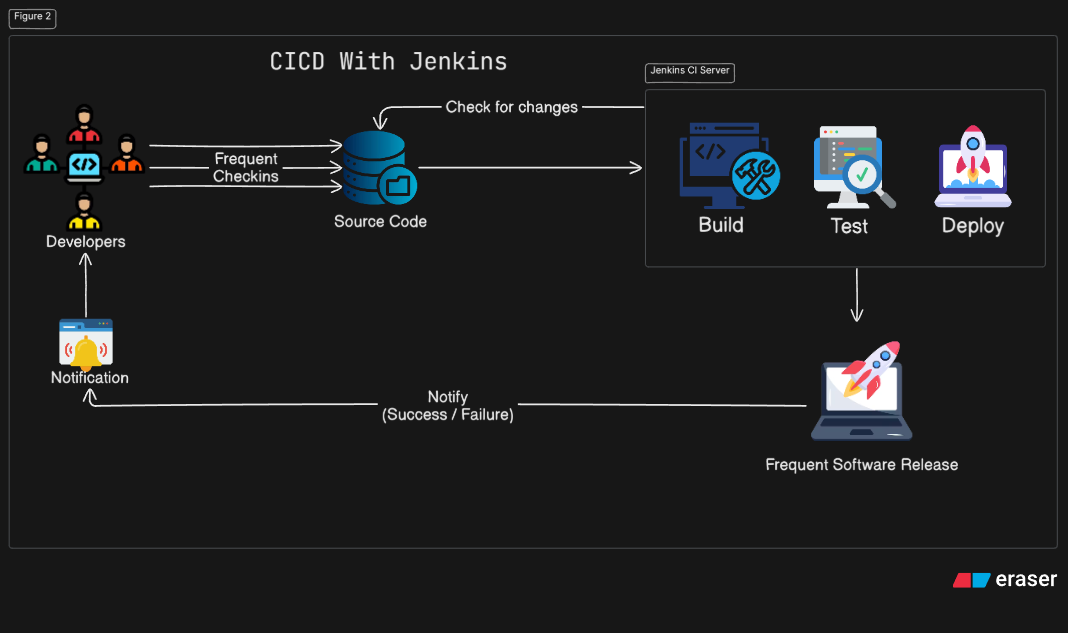 Figure 2
CICD With Jenkins
Jenkins CI Server
Check for changes
Frequent
Checkins
Source Code
Build
Test
Deploy
Developers
Notification
Notify
(Success / Failure)
Frequent Software Release
eraser